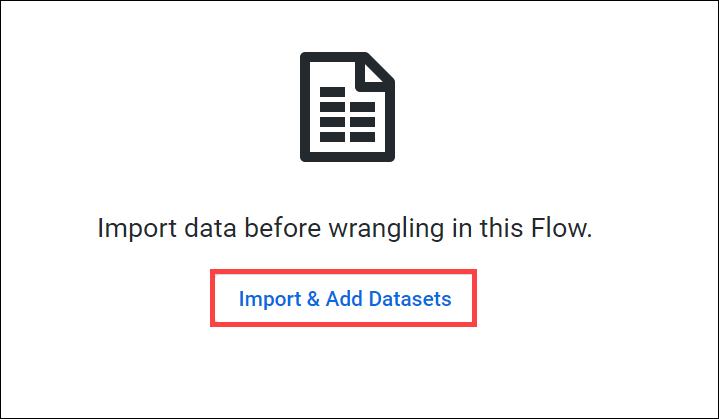 Import data before wrangling in this Flow.
Import & Add Datasets